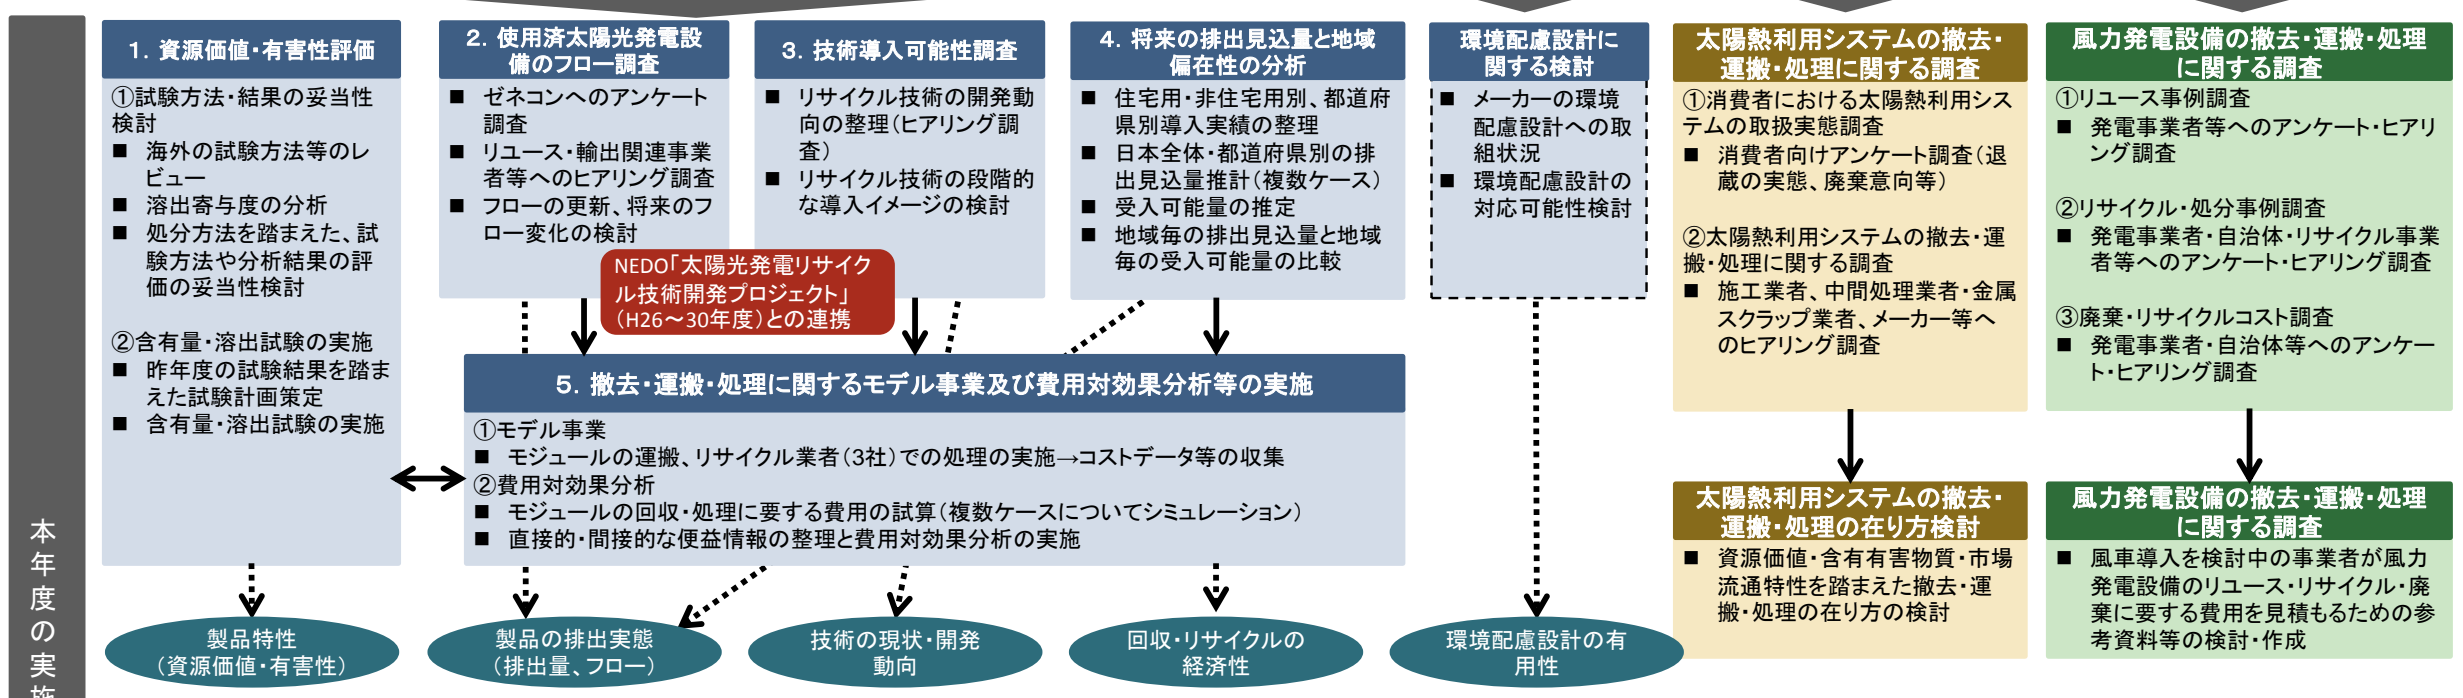 本年度の実施
1．資源価値・有害性評価
①試験方法・結果の妥当性
検討
■ 海外の試験方法等のレ
ビュー
■ 溶出寄与度の分析
■ 処分方法を踏まえた、試
験方法や分析結果の評
価の妥当性検討
②含有量・溶出試験の実施
■ 昨年度の試験結果を踏ま
えた試験計画策定
■ 含有量・溶出試験の実施
2．使用済太陽光発電設
備のフロー調査
■ ゼネコンへのアンケート
調査
■ リユース・輸出関連事業
者等へのヒアリング調査
■ フローの更新、将来のフ
ロー変化の検討
3．技術導入可能性調査
■ リサイクル技術の開発動
向の整理（ヒアリング調
査）
■ リサイクル技術の段階的
な導入イメージの検討
NEDO「太陽光発電リサイク
ル技術開発プロジェクト」
（H26～30年度）との連携
4．将来の排出見込量と地域
偏在性の分析
■ 住宅用・非住宅用別、都道府
県別導入実績の整理
■ 日本全体・都道府県別の排
出見込量推計（複数ケース）
■ 受入可能量の推定
■ 地域毎の排出見込量と地域
毎の受入可能量の比較
環境配慮設計に
関する検討
■ メーカーの環境
配慮設計への取
組状況
■ 環境配慮設計の
対応可能性検討
5．撤去・運搬・処理に関するモデル事業及び費用対効果分析等の実施
①モデル事業
■ モジュールの運搬、リサイクル業者（3社）での処理の実施→コストデータ等の収集
②費用対効果分析
■ モジュールの回収・処理に要する費用の試算（複数ケースについてシミュレーション）
■ 直接的・間接的な便益情報の整理と費用対効果分析の実施
製品特性
（資源価値・有害性）
製品の排出実態
（排出量、フロー）
技術の現状・開発
動向
回収・リサイクルの
経済性
環境配慮設計の有
用性
太陽熱利用システムの撤去・
運搬・処理に関する調査
①消費者における太陽熱利用シス
テムの取扱実態調査
■ 消費者向けアンケート調査（退
蔵の実態、廃棄意向等）
②太陽熱利用システムの撤去・運
搬・処理に関する調査
■ 施工業者、中間処理業者・金属
スクラップ業者、メーカー等へ
のヒアリング調査
太陽熱利用システムの撤去・
運搬・処理の在り方検討
■ 資源価値・含有有害物質・市場
流通特性を踏まえた撤去・運
搬・処理の在り方の検討
風力発電設備の撤去・運搬・処理
に関する調査
①リユース事例調査
■ 発電事業者等へのアンケート・ヒアリ
ング調査
②リサイクル・処分事例調査
■ 発電事業者・自治体・リサイクル事業
者等へのアンケート・ヒアリング調査
③廃棄・リサイクルコスト調査
■ 発電事業者・自治体等へのアンケー
ト・ヒアリング調査
風力発電設備の撤去・運搬・処理
に関する調査
■ 風車導入を検討中の事業者が風力
発電設備のリユース・リサイクル・廃
棄に要する費用を見積もるための参
考資料等の検討・作成